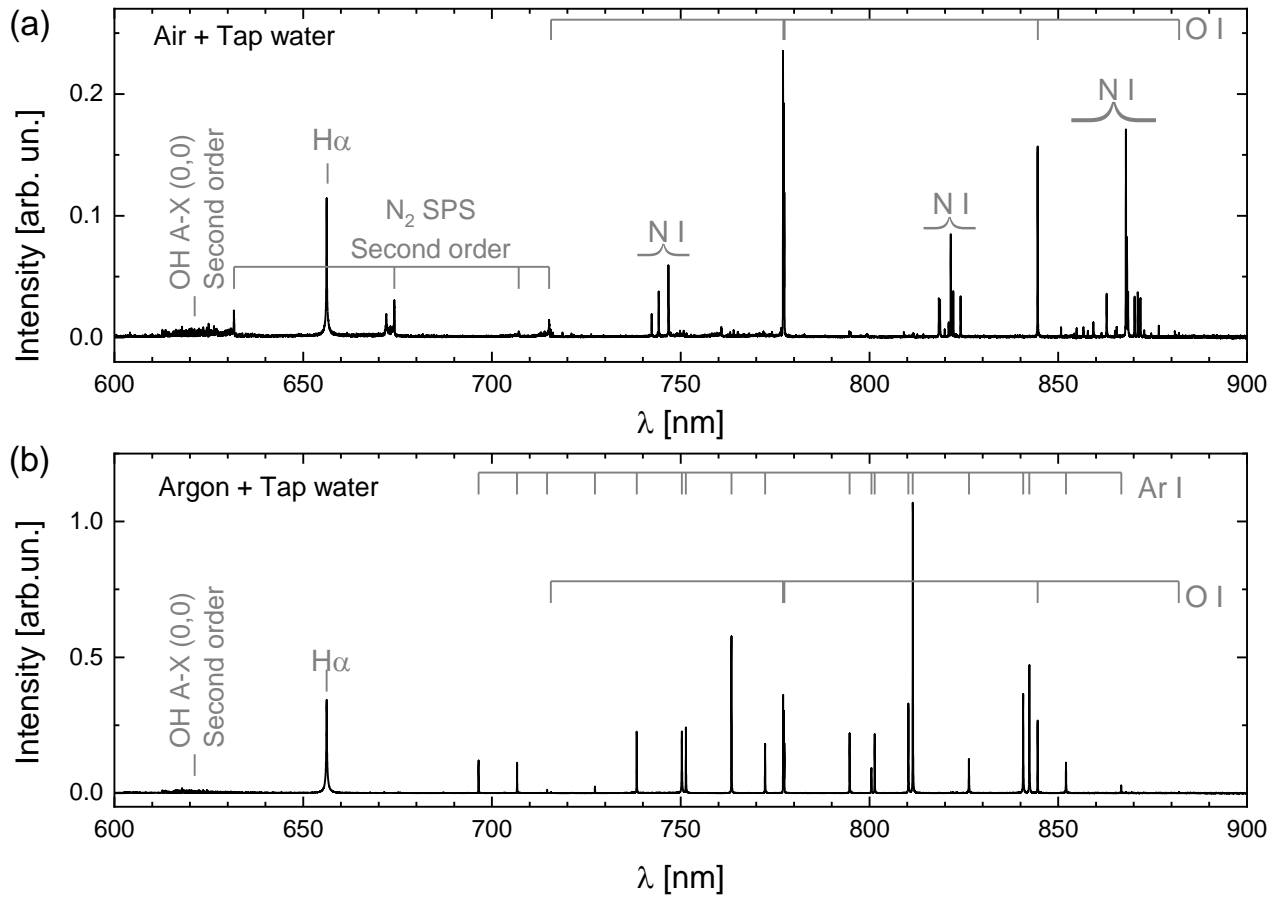 (a)
Air + Tap water
O I
N I
Hα
OH A-X (0,0)
Second order
N2 SPS
Second order
N I
N I
Intensity [arb. un.]
0.2
0.1
0.0
600 650 700 750 800 850 900
λ [nm]
(b)
Argon + Tap water
Ar I
O I
OH A-X (0,0)
Second order
Hα
Intensity [arb.un.]
1.0
0.5
0.0
600 650 700 750 800 850 900
λ [nm]